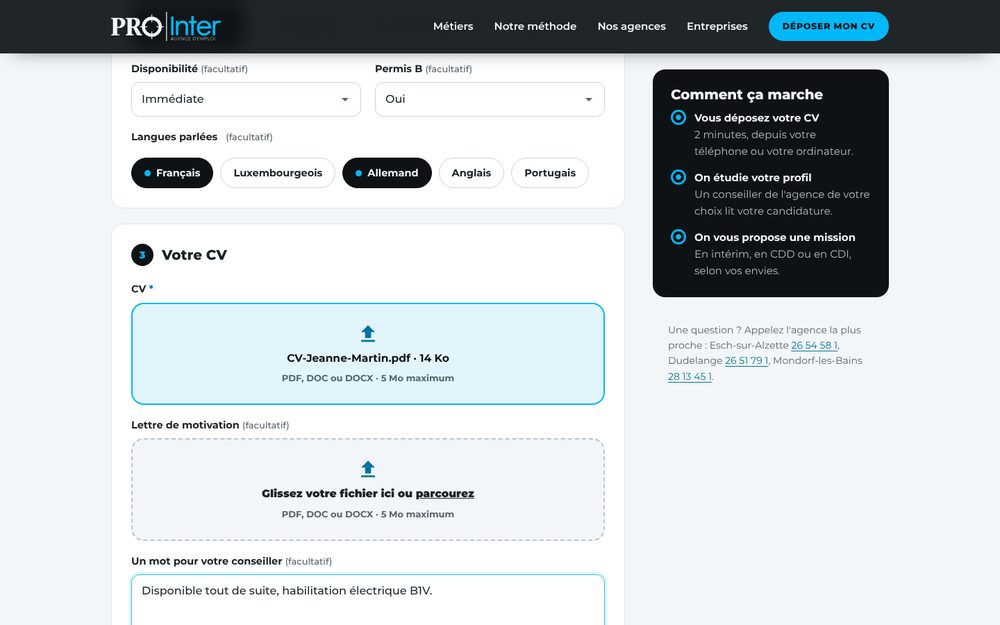 PRO Inter
AGENCE D'EMPLOI
Métiers
Notre méthode
Nos agences
Entreprises
DÉPOSER MON CV
Disponibilité (facultatif)
Permis B (facultatif)
Immédiate
Oui
Langues parlées (facultatif)
Français
Luxembourgeois
Allemand
Anglais
Portugais
3 Votre CV
CV
CV-Jeanne-Martin.pdf · 14 Ko
PDF, DOC ou DOCX · 5 Mo maximum
Lettre de motivation (facultatif)
Glissez votre fichier ici ou parcourez
PDF, DOC ou DOCX · 5 Mo maximum
Un mot pour votre conseiller (facultatif)
Disponible tout de suite, habilitation électrique B1V.
Comment ça marche
Vous déposez votre CV
2 minutes, depuis votre
téléphone ou votre ordinateur.
On étudie votre profil
Un conseiller de l'agence de votre
choix lit votre candidature.
On vous propose une mission
En intérim, en CDD ou en CDI,
selon vos envies.
Une question ? Appelez l'agence la plus
proche : Esch-sur-Alzette 26 54 58 1,
Dudelange 26 51 79 1, Mondorf-les-Bains
28 13 45 1.